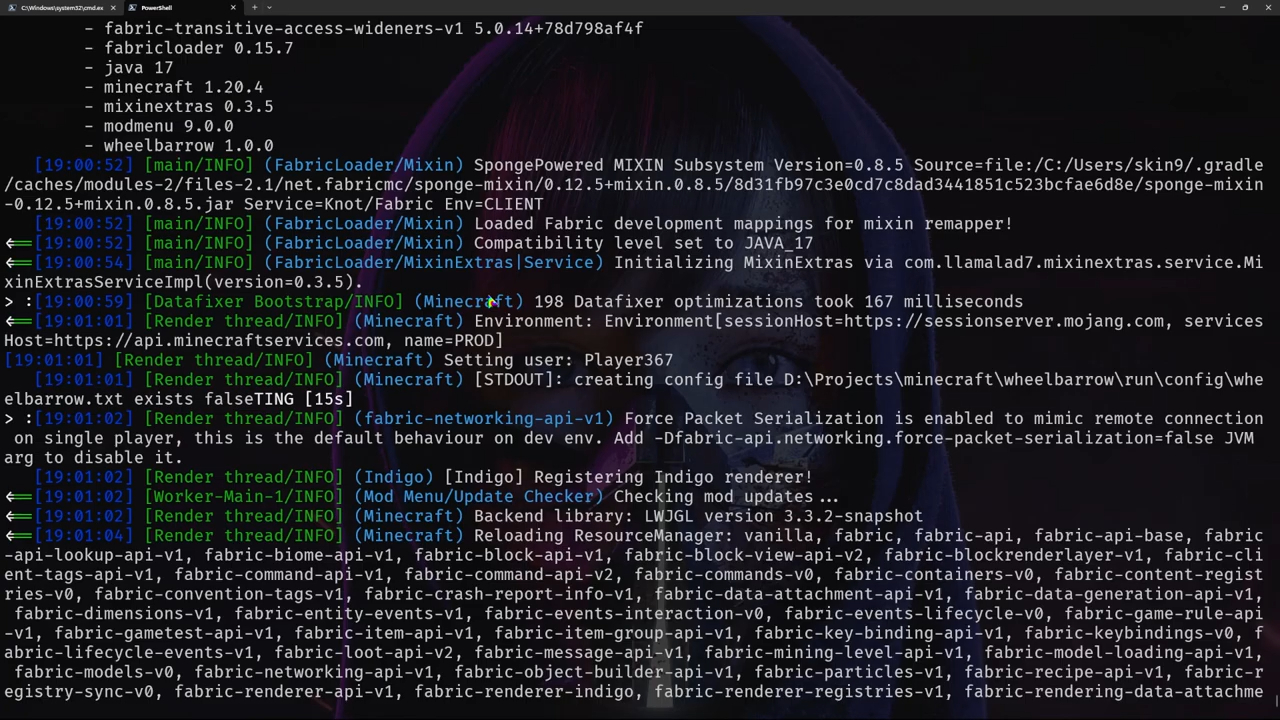 C:\Windows\system32\cmd.ex
PowerShell
- fabric-transitive-access-wideners-v1 5.0.14+78d798af4f
- fabricloader 0.15.7
- java 17
- minecraft 1.20.4
- mixinextras 0.3.5
- modmenu 9.0.0
- wheelbarrow 1.0.0
[19:00:52] [main/INFO] (FabricLoader/Mixin) SpongePowered MIXIN Subsystem Version=0.8.5 Source=file:/C:/Users/skin9/.gradle
/caches/modules-2/files-2.1/net.fabricmc/sponge-mixin/0.12.5+mixin.0.8.5/8d31fb97c3e0cd7c8dad3441851c523bcfae6d8e/sponge-mixin
-0.12.5+mixin.0.8.5.jar Service=Knot/Fabric Env=CLIENT
[19:00:52] [main/INFO] (FabricLoader/Mixin) Loaded Fabric development mappings for mixin remapper!
<==[19:00:52] [main/INFO] (FabricLoader/Mixin) Compatibility level set to JAVA_17
<==[19:00:54] [main/INFO] (FabricLoader/MixinExtras|Service) Initializing MixinExtras via com.llamalad7.mixinextras.service.Mi
xinExtrasServiceImpl(version=0.3.5).
> :[19:00:59] [Datafixer Bootstrap/INFO] (Minecraft) 198 Datafixer optimizations took 167 milliseconds
<==[19:01:01] [Render thread/INFO] (Minecraft) Environment: Environment[sessionHost=https://sessionserver.mojang.com, services
Host=https://api.minecraftservices.com, name=PROD]
[19:01:01] [Render thread/INFO] (Minecraft) Setting user: Player367
[19:01:01] [Render thread/INFO] (Minecraft) [STDOUT]: creating config file D:\Projects\minecraft\wheelbarrow\run\config\whe
elbarrow.txt exists falseTING [15s]
> :[19:01:02] [Render thread/INFO] (fabric-networking-api-v1) Force Packet Serialization is enabled to mimic remote connection
on single player, this is the default behaviour on dev env. Add -Dfabric-api.networking.force-packet-serialization=false JVM
arg to disable it.
[19:01:02] [Render thread/INFO] (Indigo) [Indigo] Registering Indigo renderer!
<==[19:01:02] [Worker-Main-1/INFO] (Mod Menu/Update Checker) Checking mod updates...
<==[19:01:02] [Render thread/INFO] (Minecraft) Backend library: LWJGL version 3.3.2-snapshot
<==[19:01:04] [Render thread/INFO] (Minecraft) Reloading ResourceManager: vanilla, fabric, fabric-api, fabric-api-base, fabric
-api-lookup-api-v1, fabric-biome-api-v1, fabric-block-api-v1, fabric-block-view-api-v2, fabric-blockrenderlayer-v1, fabric-cli
ent-tags-api-v1, fabric-command-api-v1, fabric-command-api-v2, fabric-commands-v0, fabric-containers-v0, fabric-content-regist
ries-v0, fabric-convention-tags-v1, fabric-crash-report-info-v1, fabric-data-attachment-api-v1, fabric-data-generation-api-v1,
fabric-dimensions-v1, fabric-entity-events-v1, fabric-events-interaction-v0, fabric-events-lifecycle-v0, fabric-game-rule-api
-v1, fabric-gametest-api-v1, fabric-item-api-v1, fabric-item-group-api-v1, fabric-key-binding-api-v1, fabric-keybindings-v0, f
abric-lifecycle-events-v1, fabric-loot-api-v2, fabric-message-api-v1, fabric-mining-level-api-v1, fabric-model-loading-api-v1,
fabric-models-v0, fabric-networking-api-v1, fabric-object-builder-api-v1, fabric-particles-v1, fabric-recipe-api-v1, fabric-r
egistry-sync-v0, fabric-renderer-api-v1, fabric-renderer-indigo, fabric-renderer-registries-v1, fabric-rendering-data-attachme